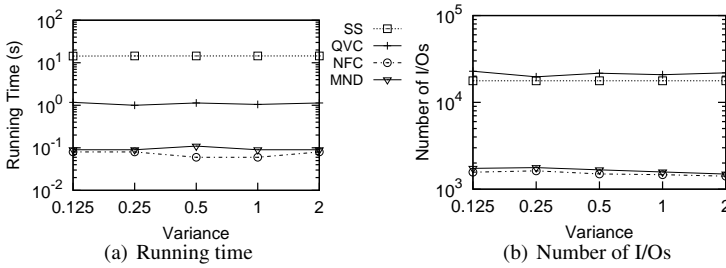 Running Time (s)
10^2
10^1
10^0
10^-1
10^-2
0.125 0.25 0.5 1 2
Variance
(a) Running time
SS
QVC
NFC
MND
Number of I/Os
10^5
10^4
10^3
0.125 0.25 0.5 1 2
Variance
(b) Number of I/Os